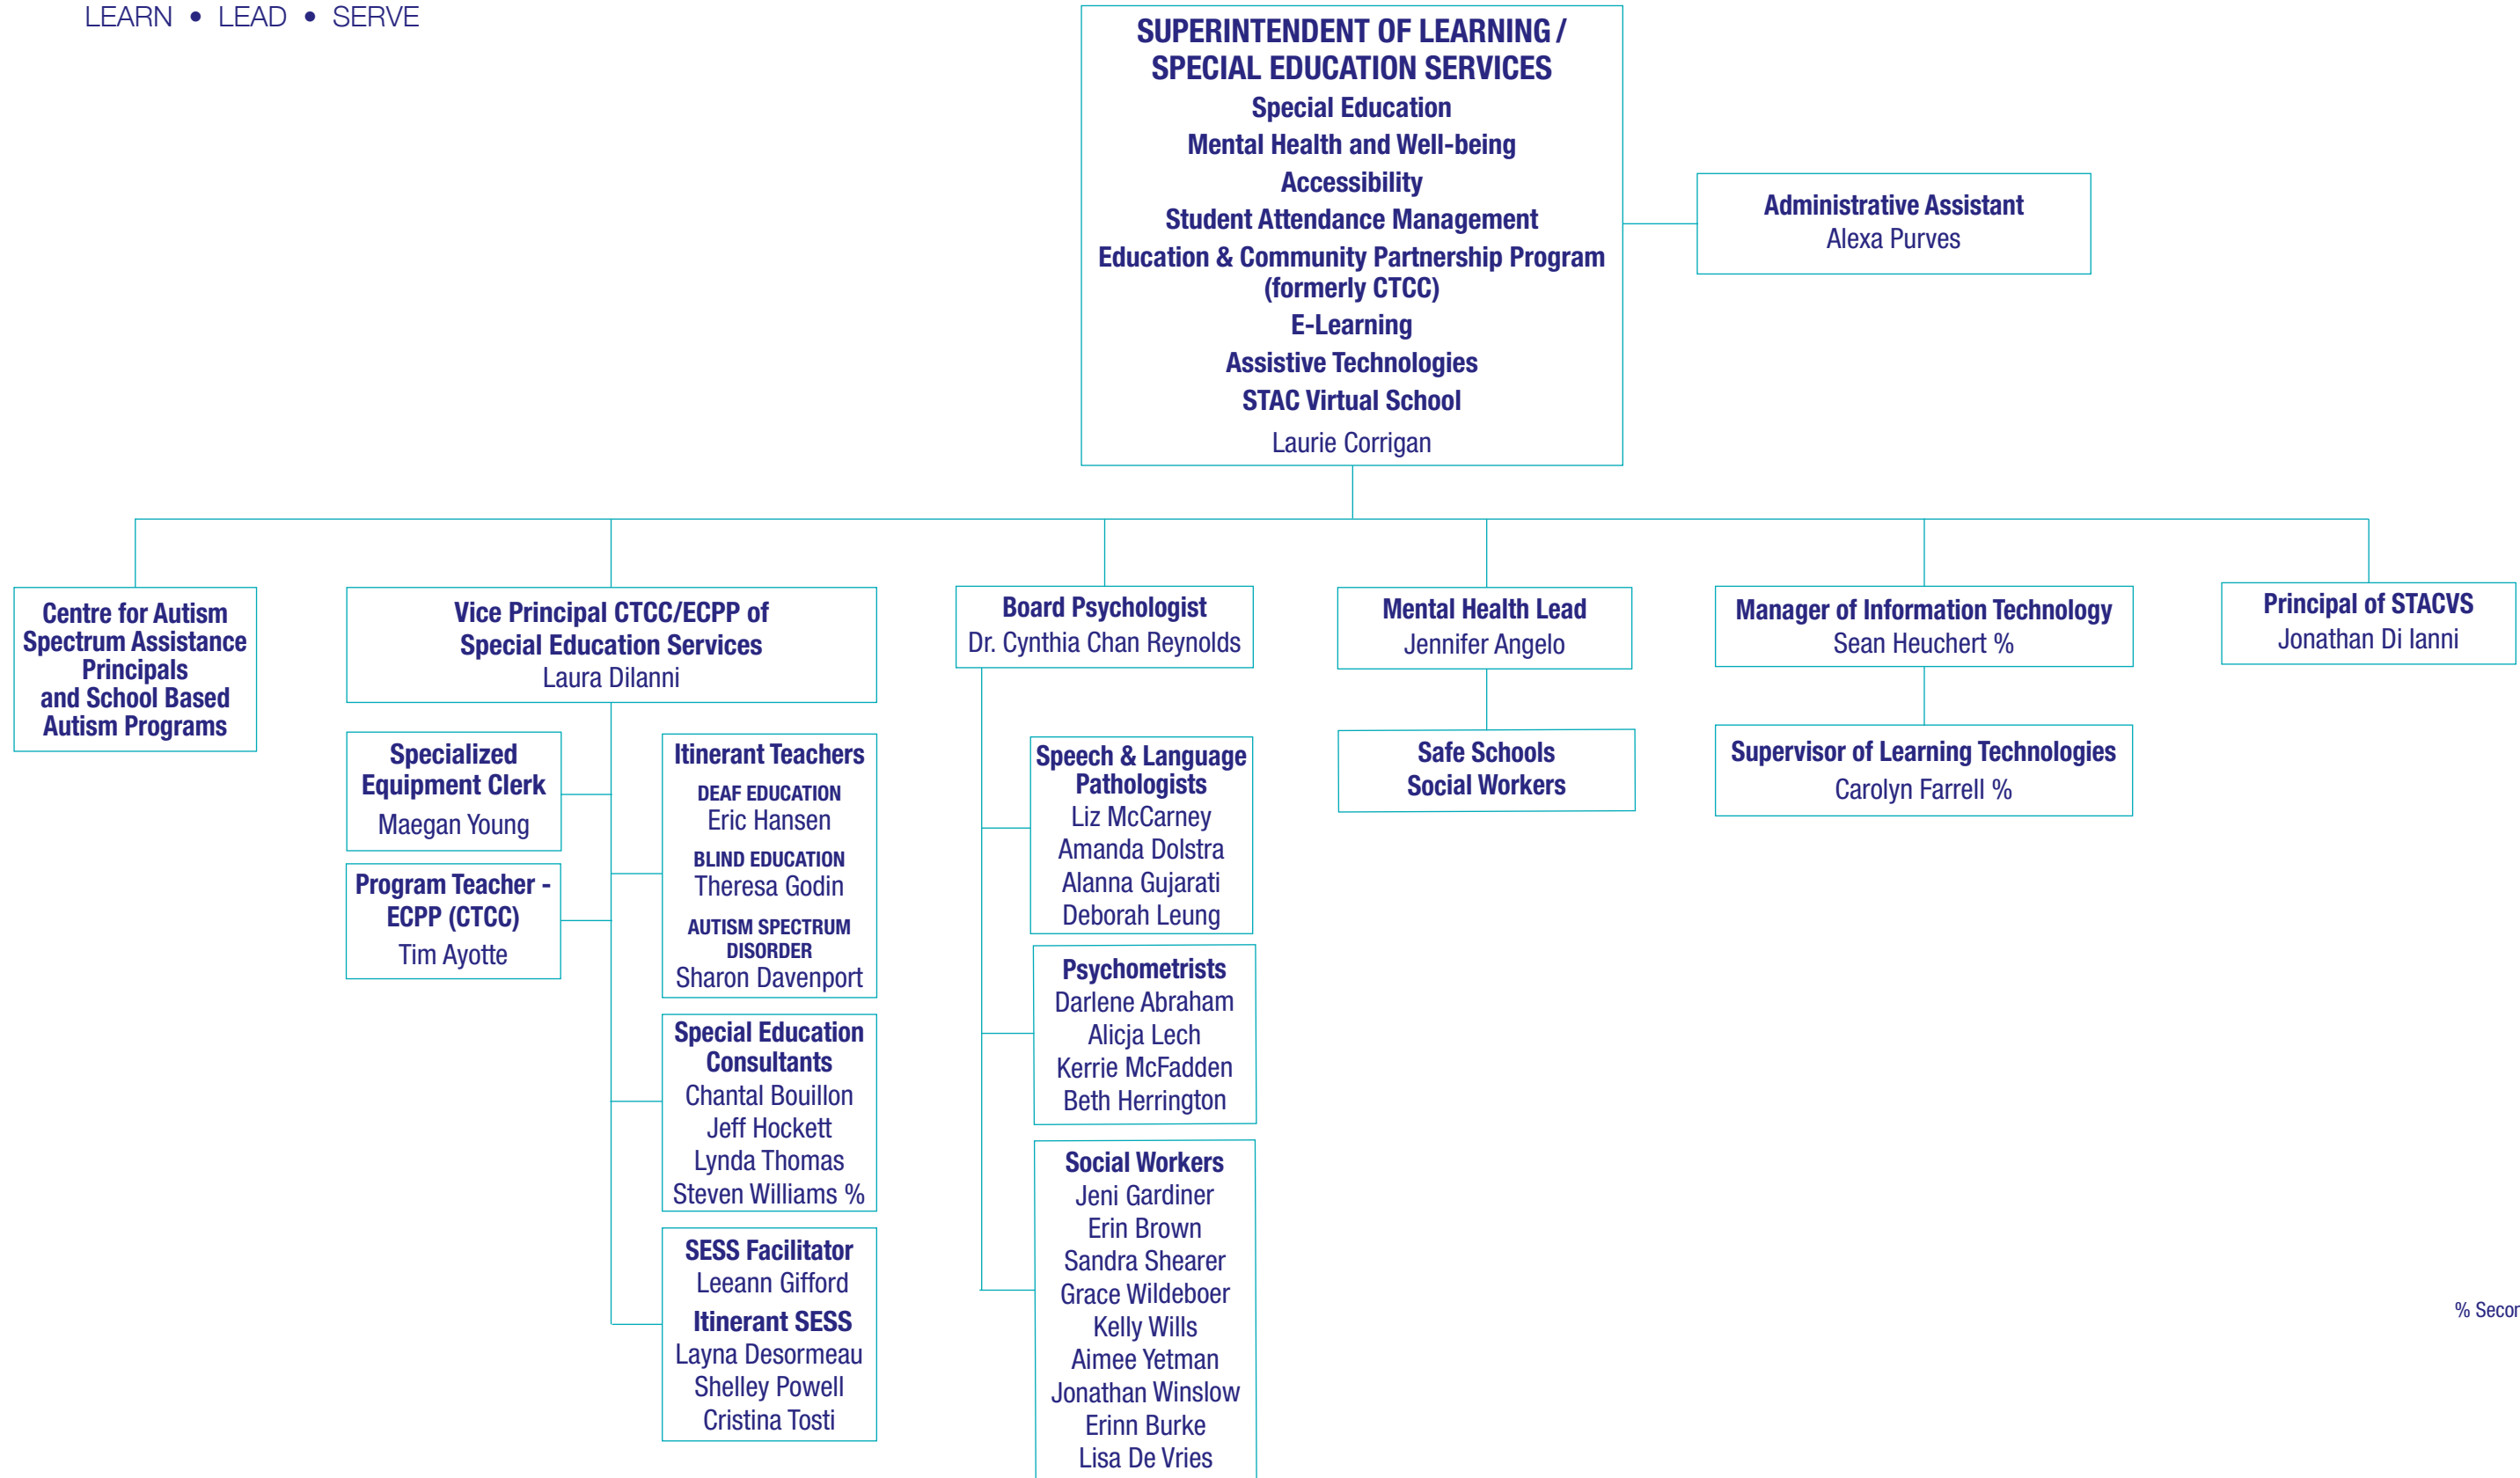 LEARN • LEAD • SERVE
SUPERINTENDENT OF LEARNING /
SPECIAL EDUCATION SERVICES
Special Education
Mental Health and Well-being
Accessibility
Student Attendance Management
Education & Community Partnership Program
(formerly CTCC)
E-Learning
Assistive Technologies
STAC Virtual School
Laurie Corrigan
Administrative Assistant
Alexa Purves
Centre for Autism
Spectrum Assistance
Principals
and School Based
Autism Programs
Vice Principal CTCC/ECPP of
Special Education Services
Laura DiIanni
Specialized
Equipment Clerk
Maegan Young
Program Teacher -
ECPP (CTCC)
Tim Ayotte
Itinerant Teachers
DEAF EDUCATION
Eric Hansen
BLIND EDUCATION
Theresa Godin
AUTISM SPECTRUM
DISORDER
Sharon Davenport
Special Education
Consultants
Chantal Bouillon
Jeff Hockett
Lynda Thomas
Steven Williams %
SESS Facilitator
Leeann Gifford
Itinerant SESS
Layna Desormeau
Shelley Powell
Cristina Tosti
Board Psychologist
Dr. Cynthia Chan Reynolds
Speech & Language
Pathologists
Liz McCarney
Amanda Dolstra
Alanna Gujarati
Deborah Leung
Psychometrists
Darlene Abraham
Alicja Lech
Kerrie McFadden
Beth Herrington
Social Workers
Jeni Gardiner
Erin Brown
Sandra Shearer
Grace Wildeboer
Kelly Wills
Aimee Yetman
Jonathan Winslow
Erinn Burke
Lisa De Vries
Mental Health Lead
Jennifer Angelo
Safe Schools
Social Workers
Manager of Information Technology
Sean Heuchert %
Supervisor of Learning Technologies
Carolyn Farrell %
Principal of STACVS
Jonathan Di Ianni
%